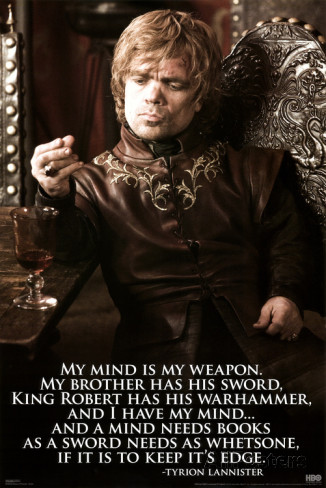 MY MIND IS MY WEAPON.
MY BROTHER HAS HIS SWORD,
KING ROBERT HAS HIS WARHAMMER,
AND I HAVE MY MIND...
AND A MIND NEEDS BOOKS
AS A SWORD NEEDS AS WHETSONE,
IF IT IS TO KEEP IT'S EDGE.
-TYRION LANNISTER
HBO